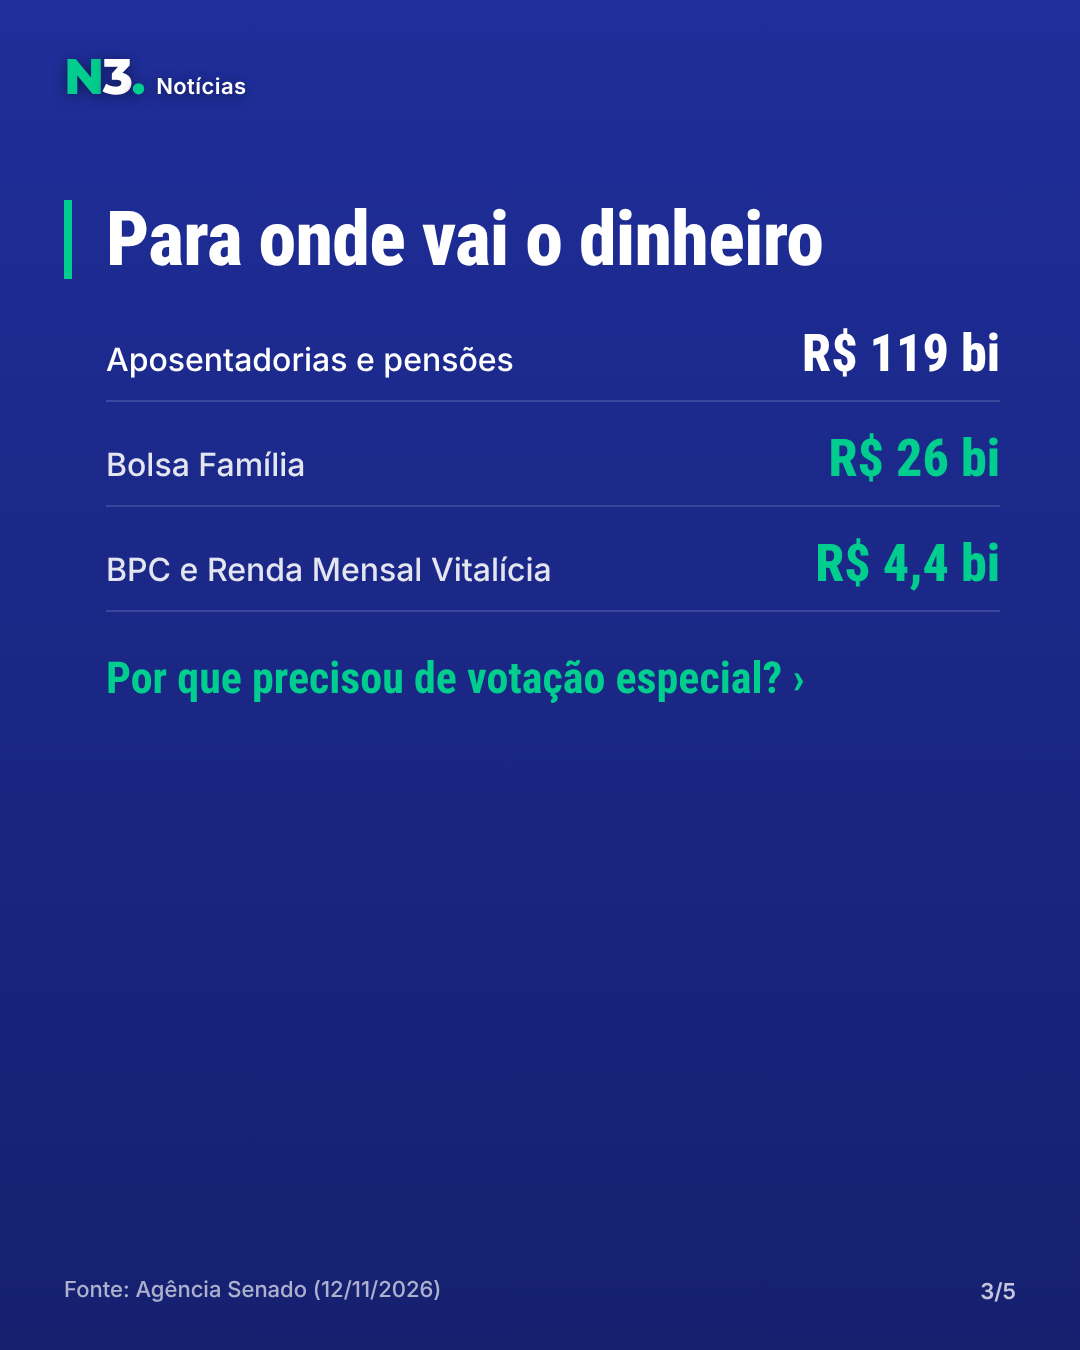 N3. Notícias
Para onde vai o dinheiro
Aposentadorias e pensões R$ 119 bi
Bolsa Família R$ 26 bi
BPC e Renda Mensal Vitalícia R$ 4,4 bi
Por que precisou de votação especial? ›
Fonte: Agência Senado (12/11/2026) 3/5